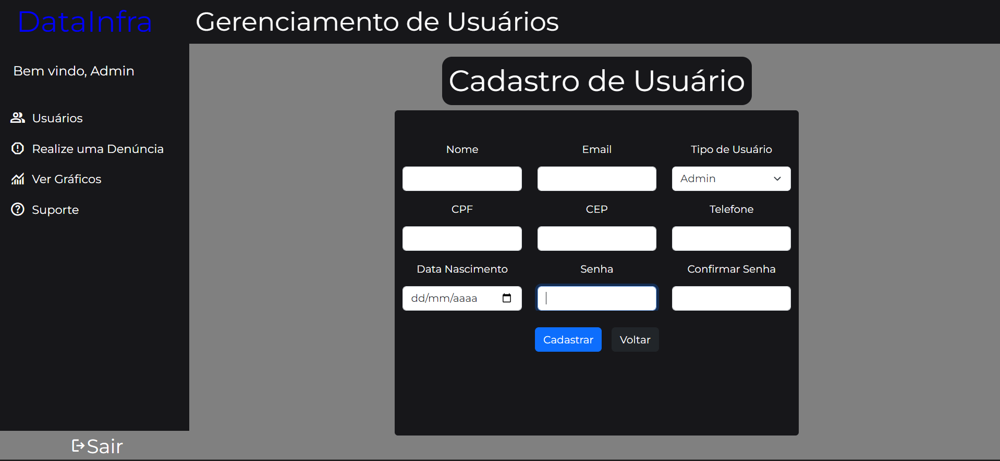 DataInfra
Gerenciamento de Usuários
Bem vindo, Admin
Usuários
Realize uma Denúncia
Ver Gráficos
Suporte
Sair
Cadastro de Usuário
Nome Email Tipo de Usuário
Admin
CPF CEP Telefone
Data Nascimento Senha Confirmar Senha
dd/mm/aaaa
Cadastrar Voltar